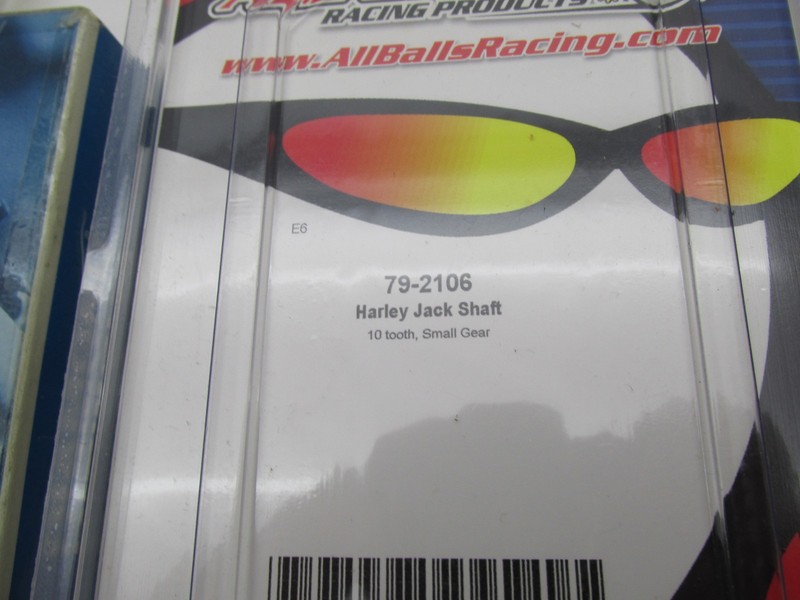 RACING PRODUCTS
www.AllBallsRacing.com
E6
79-2106
Harley Jack Shaft
10 tooth, Small Gear